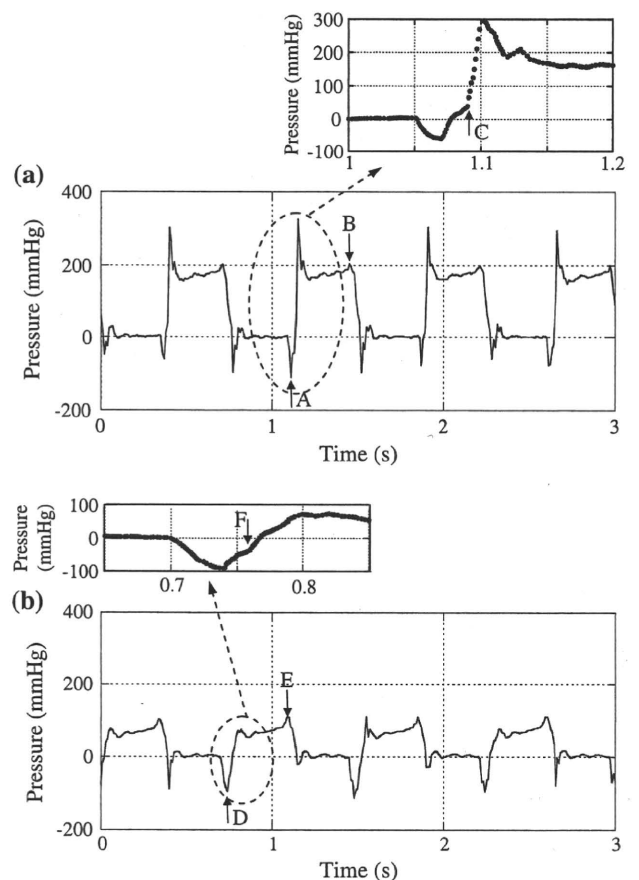 300
200
100
0
-100
Pressure (mmHg)
C
1 1.1 1.2
(a)
400
200
0
-200
Pressure (mmHg)
B
A
0 1 2 3
Time (s)
100
0
-100
Pressure
(mmHg)
F
0.7 0.8
(b)
400
200
0
-200
Pressure (mmHg)
E
D
0 1 2 3
Time (s)